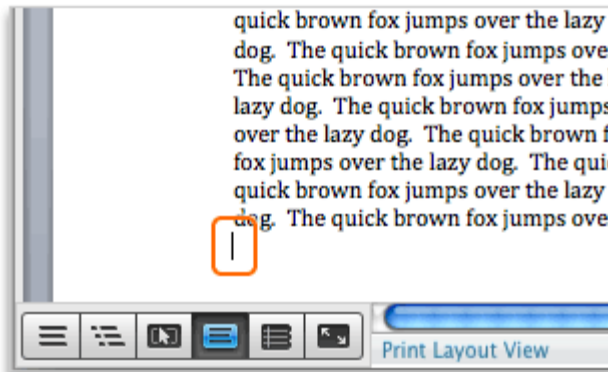 quick brown fox jumps over the lazy
dog. The quick brown fox jumps ove
The quick brown fox jumps over the
lazy dog. The quick brown fox jumps
over the lazy dog. The quick brown f
fox jumps over the lazy dog. The qui
quick brown fox jumps over the lazy
dog. The quick brown fox jumps ove
Print Layout View